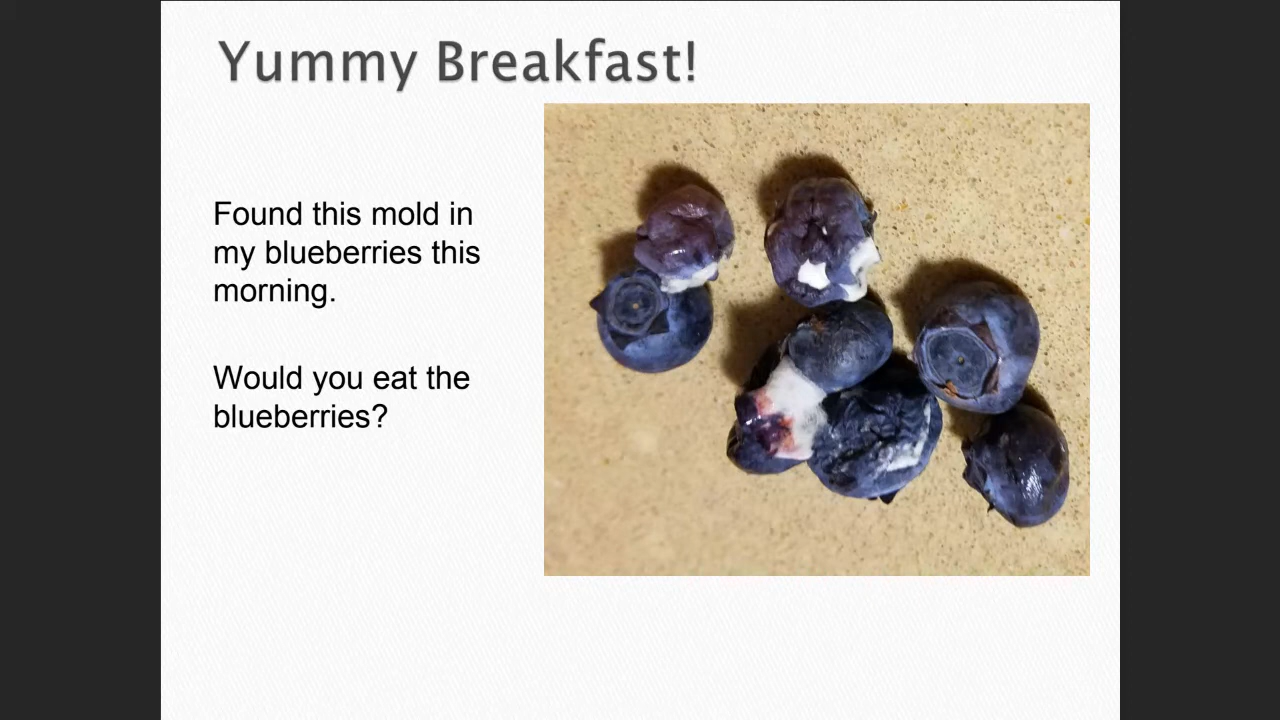 Yummy Breakfast!
Found this mold in
my blueberries this
morning.
Would you eat the
blueberries?